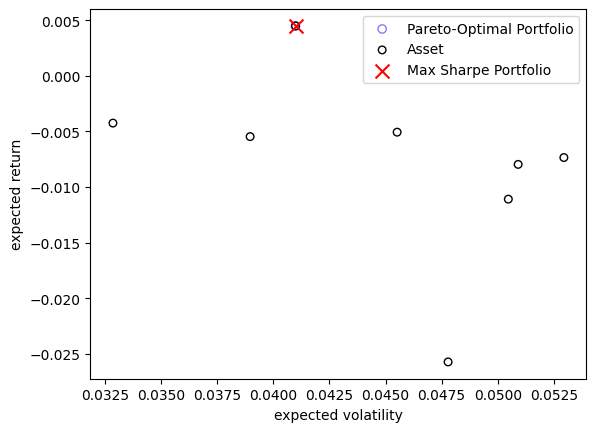 0.005
0.000
−0.005
−0.010
−0.015
−0.020
−0.025
expected return
Pareto-Optimal Portfolio
Asset
Max Sharpe Portfolio
0.0325 0.0350 0.0375 0.0400 0.0425 0.0450 0.0475 0.0500 0.0525
expected volatility